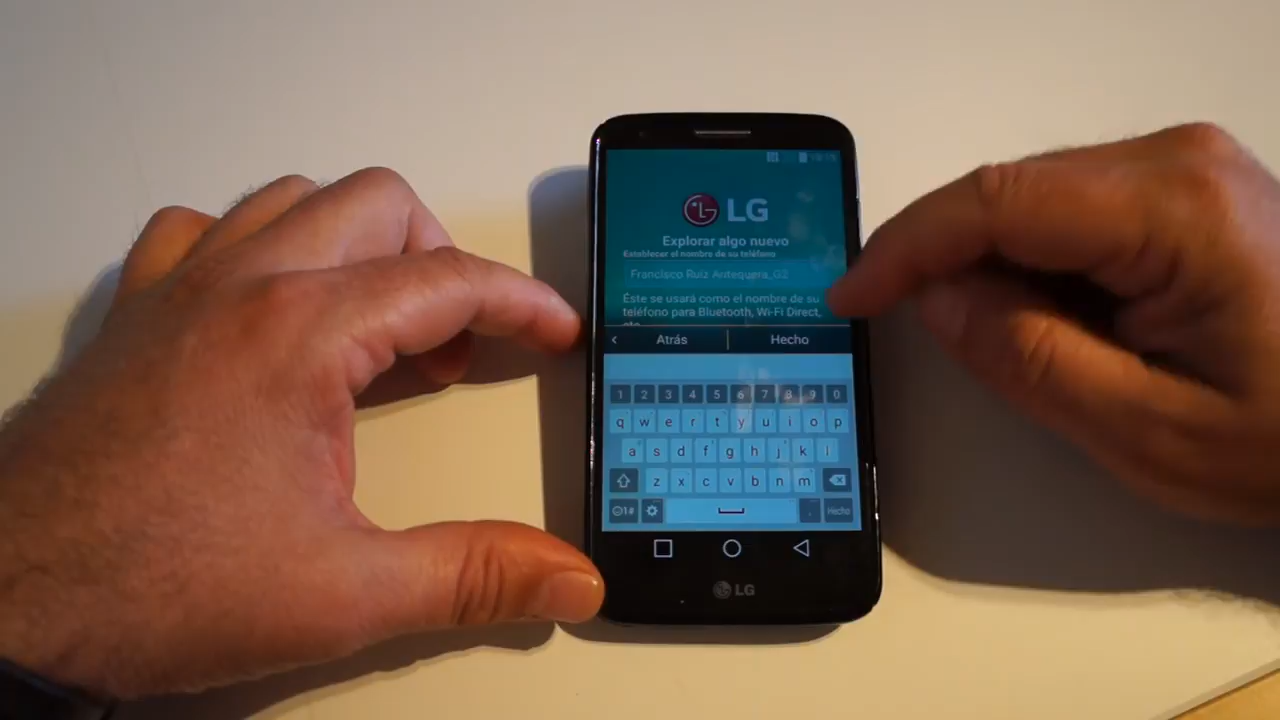 LG
Explorar algo nuevo
Establecer el nombre de su teléfono
Francisco Ruiz Antequera_G2
Éste se usará como el nombre de su
teléfono para Bluetooth, Wi-Fi Direct,
etc.
Atrás Hecho
1 2 3 4 5 6 7 8 9 0
q w e r t y u i o p
a s d f g h j k l
z x c v b n m
1# . Hecho
LG